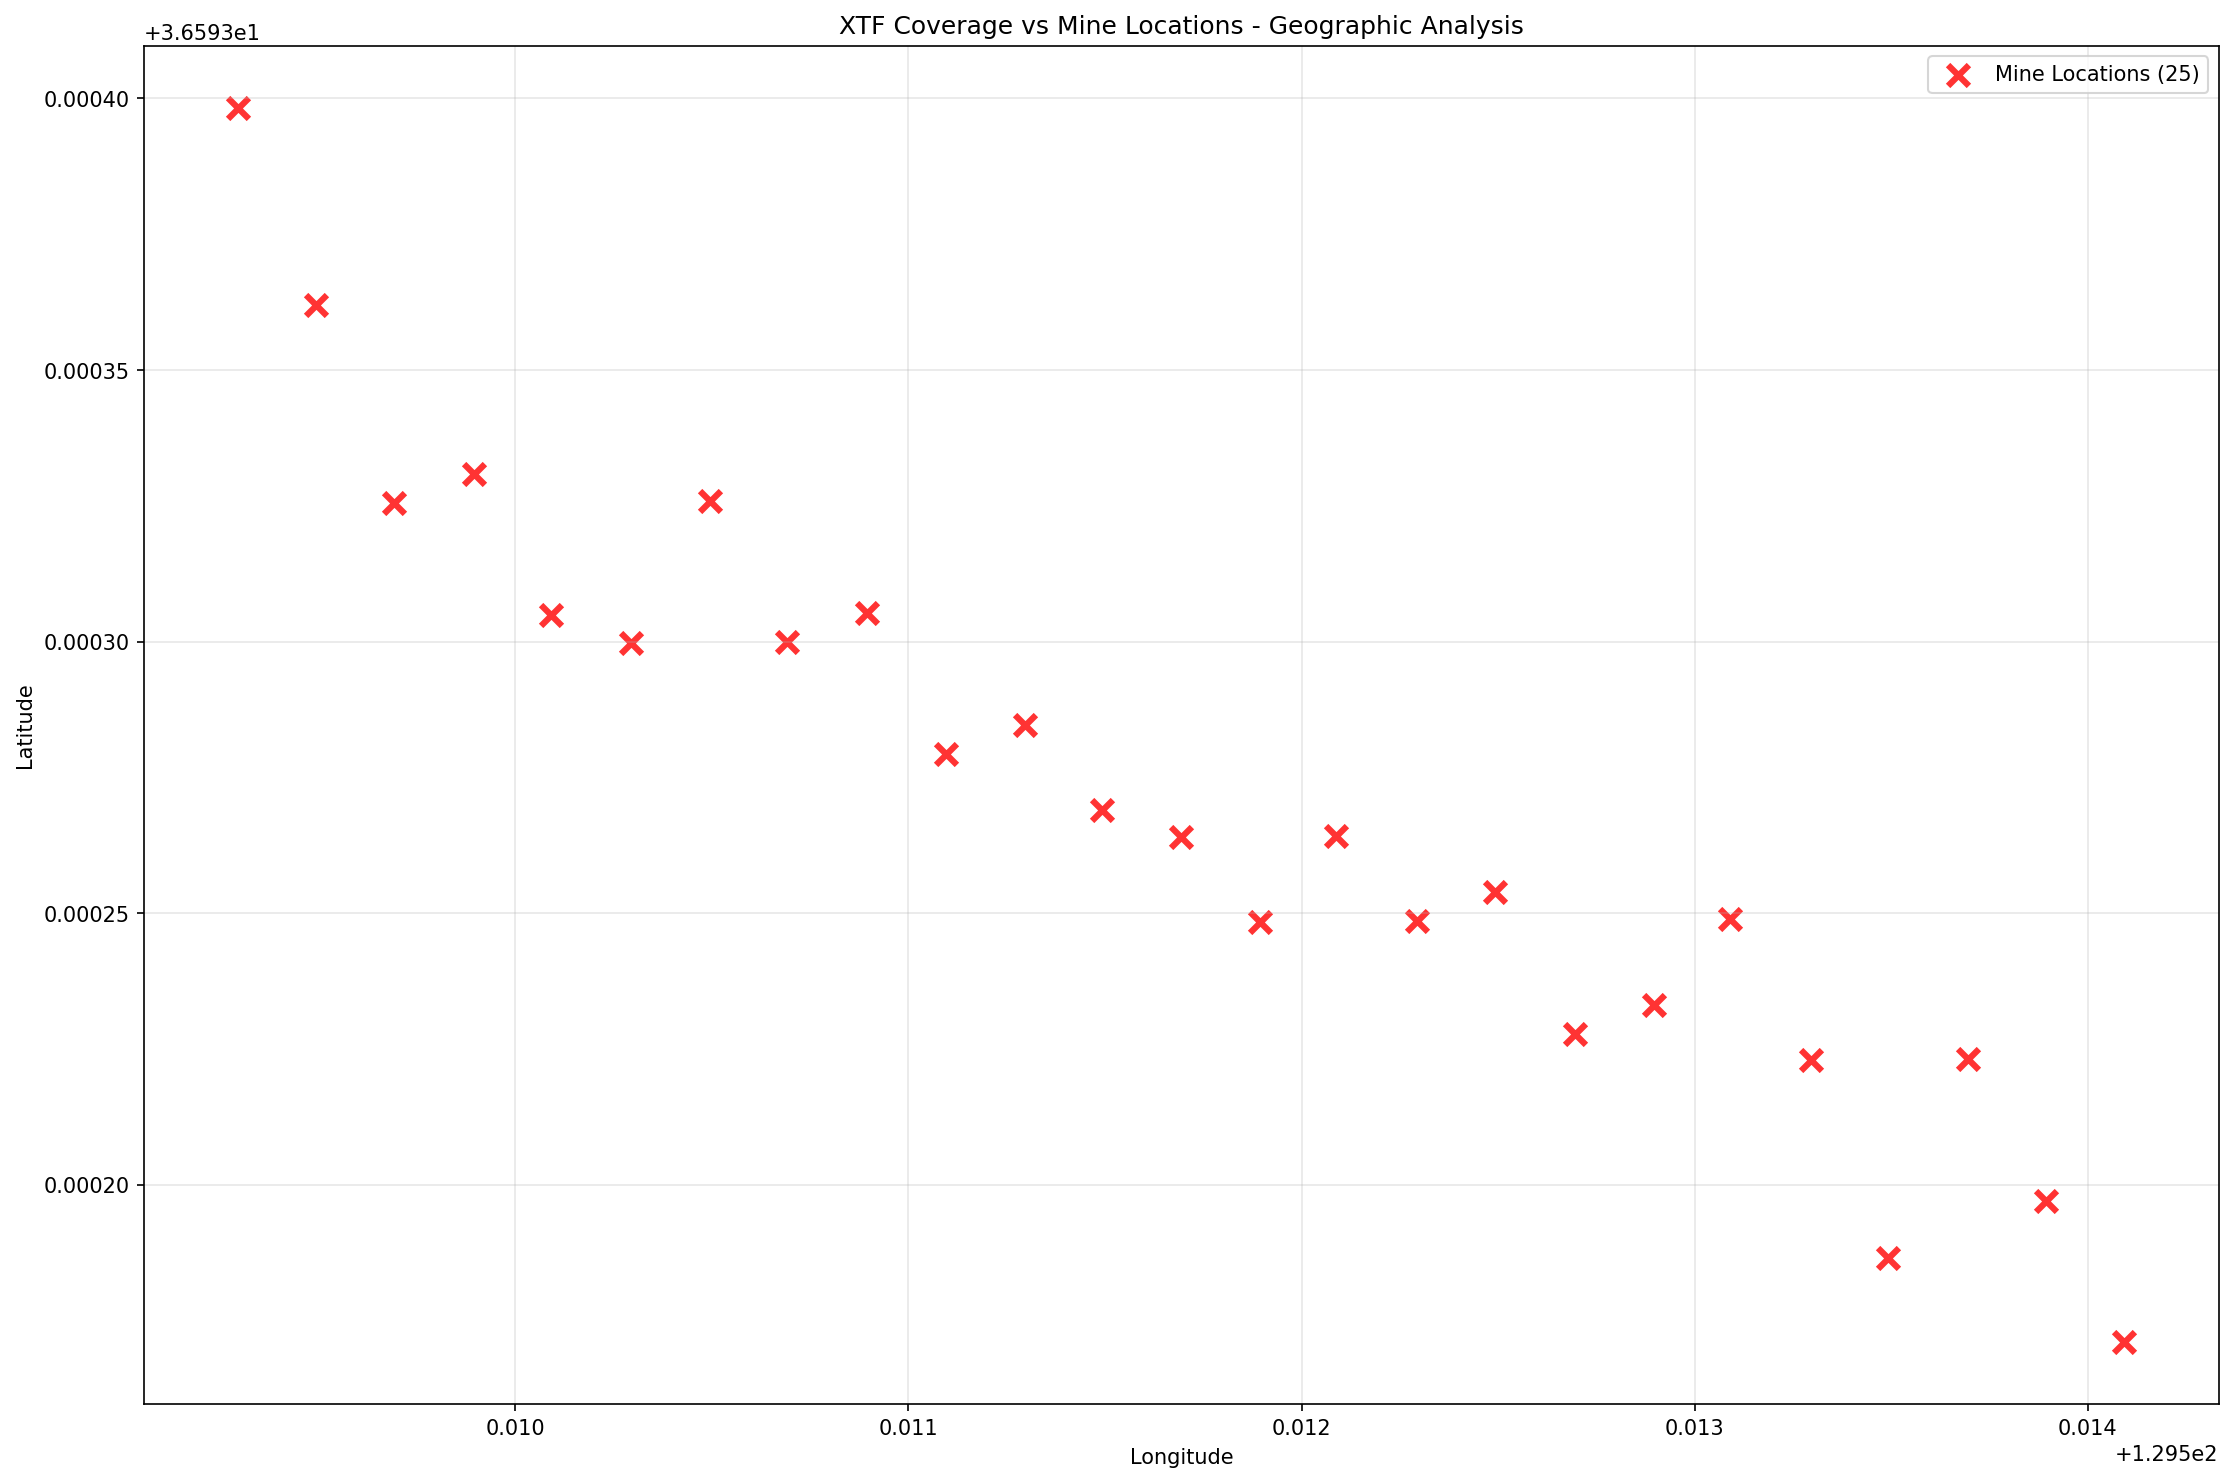 XTF Coverage vs Mine Locations - Geographic Analysis
+3.6593e1
Mine Locations (25)
0.00040
0.00035
0.00030
0.00025
0.00020
Latitude
0.010
0.011
0.012
0.013
0.014
Longitude
+1.295e2